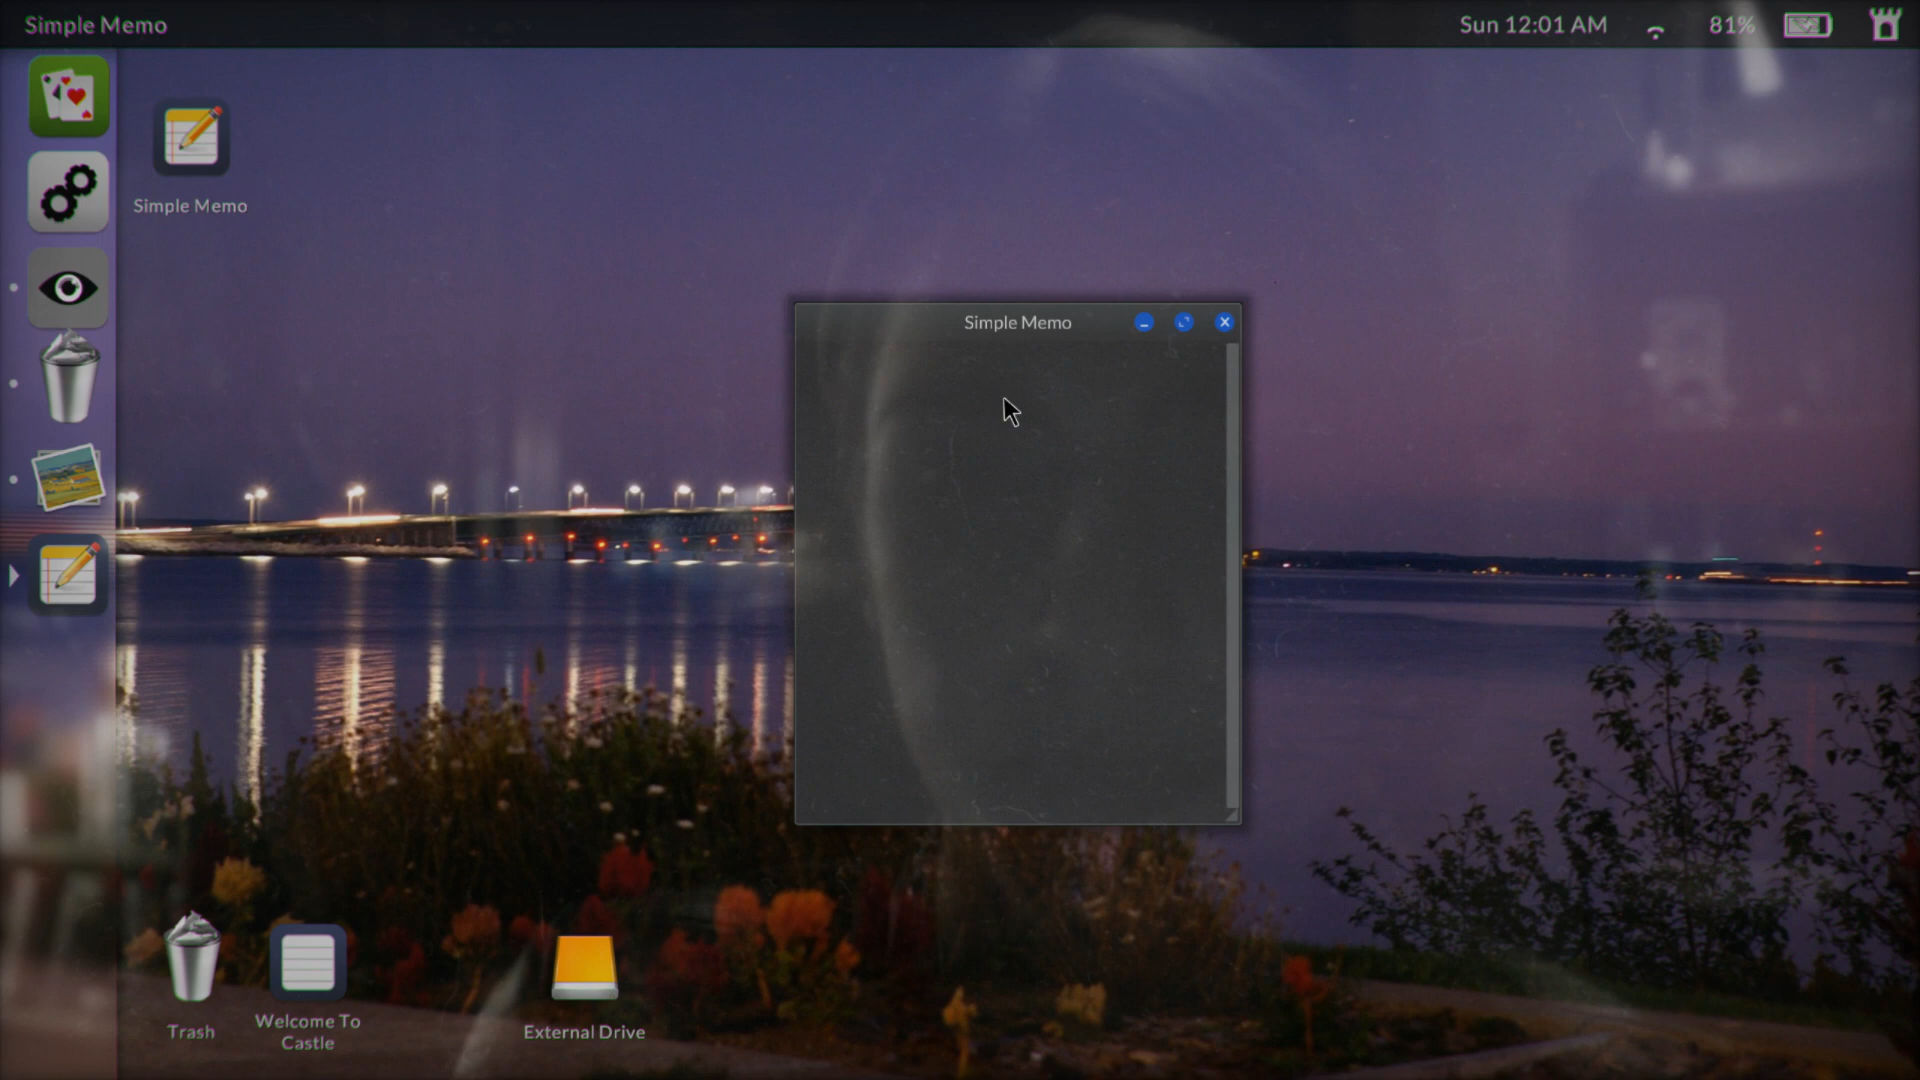 Simple Memo
Sun 12:01 AM
81%
Simple Memo
Simple Memo
Trash
Welcome To
Castle
External Drive